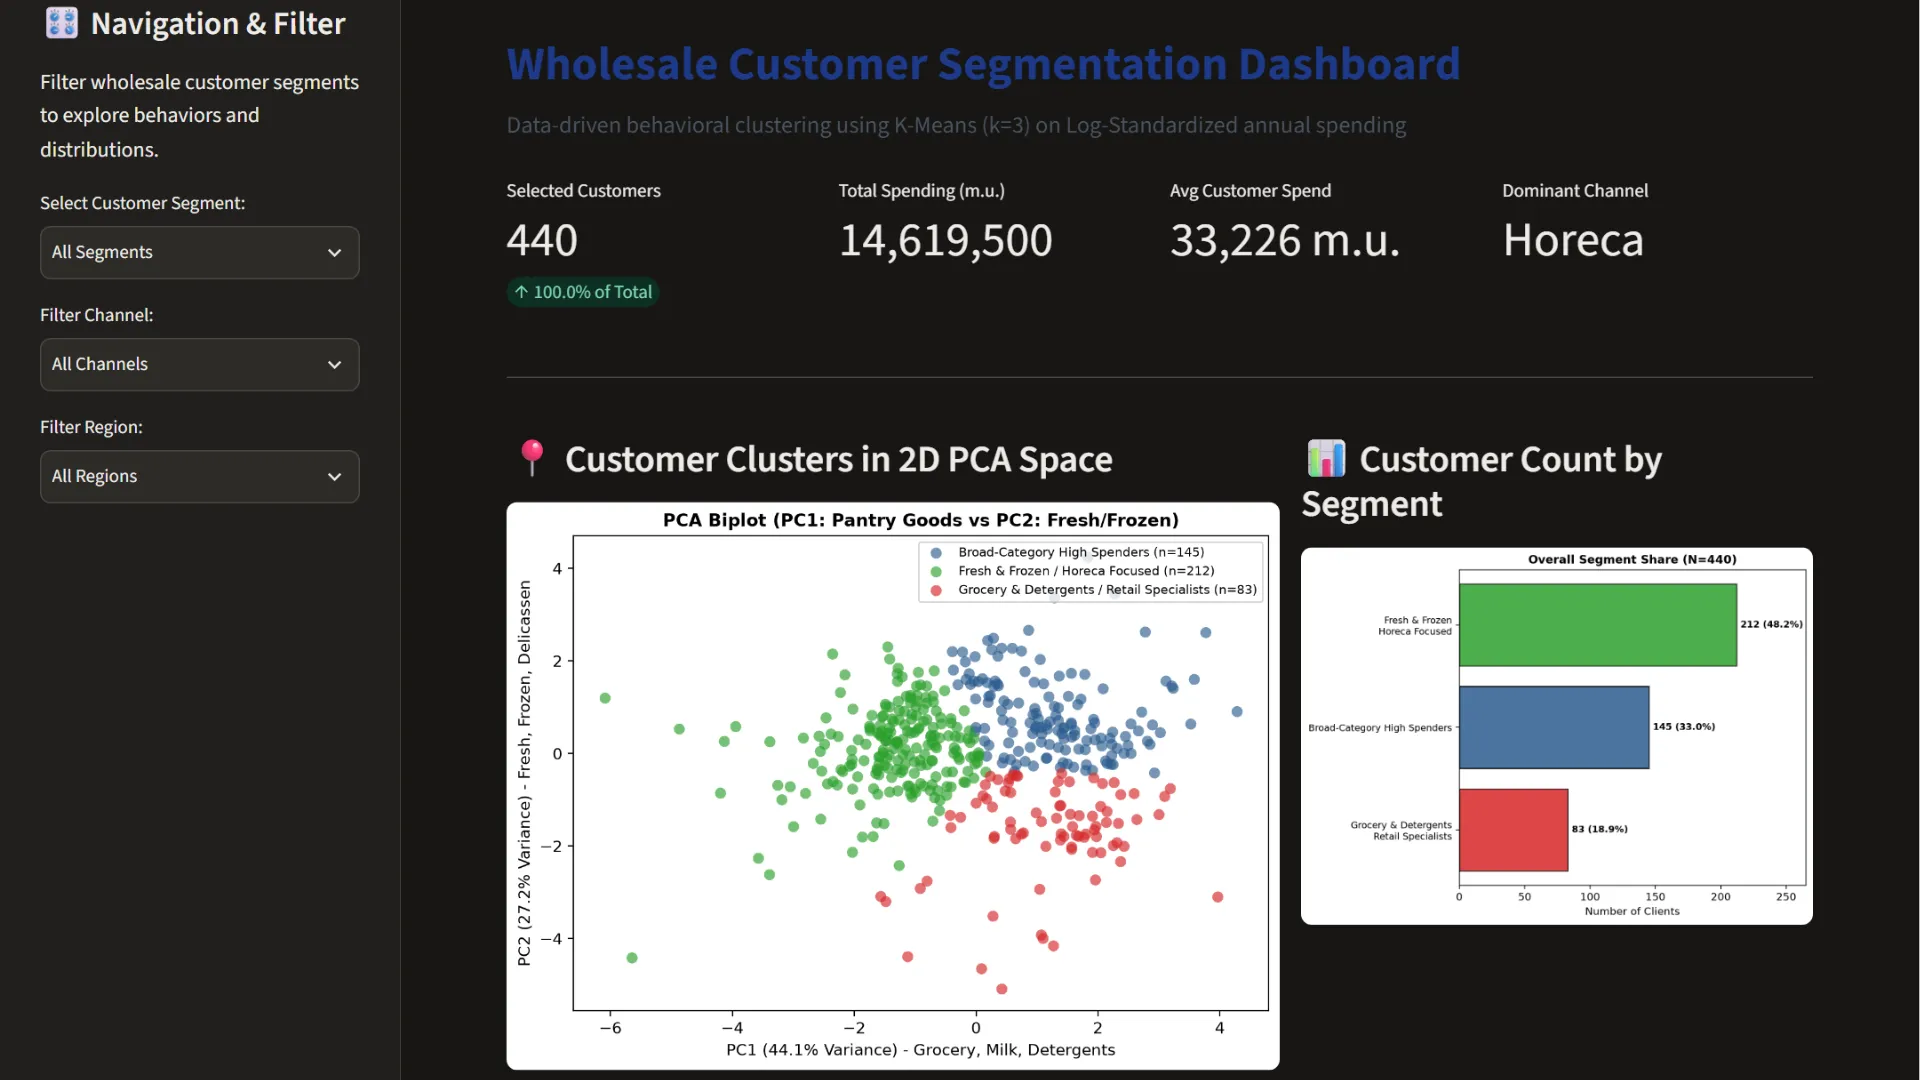 Navigation & Filter
Filter wholesale customer segments
to explore behaviors and
distributions.
Select Customer Segment:
All Segments
Filter Channel:
All Channels
Filter Region:
All Regions
Wholesale Customer Segmentation Dashboard
Data-driven behavioral clustering using K-Means (k=3) on Log-Standardized annual spending
Selected Customers
440
↑ 100.0% of Total
Total Spending (m.u.)
14,619,500
Avg Customer Spend
33,226 m.u.
Dominant Channel
Horeca
Customer Clusters in 2D PCA Space
PCA Biplot (PC1: Pantry Goods vs PC2: Fresh/Frozen)
Broad-Category High Spenders (n=145)
Fresh & Frozen / Horeca Focused (n=212)
Grocery & Detergents / Retail Specialists (n=83)
PC2 (27.2% Variance) - Fresh, Frozen, Delicassen
4
2
0
−2
−4
−6
−4
−2
0
2
4
PC1 (44.1% Variance) - Grocery, Milk, Detergents
Customer Count by
Segment
Overall Segment Share (N=440)
Fresh & Frozen
Horeca Focused
212 (48.2%)
Broad-Category High Spenders
145 (33.0%)
Grocery & Detergents
Retail Specialists
83 (18.9%)
0
50
100
150
200
250
Number of Clients